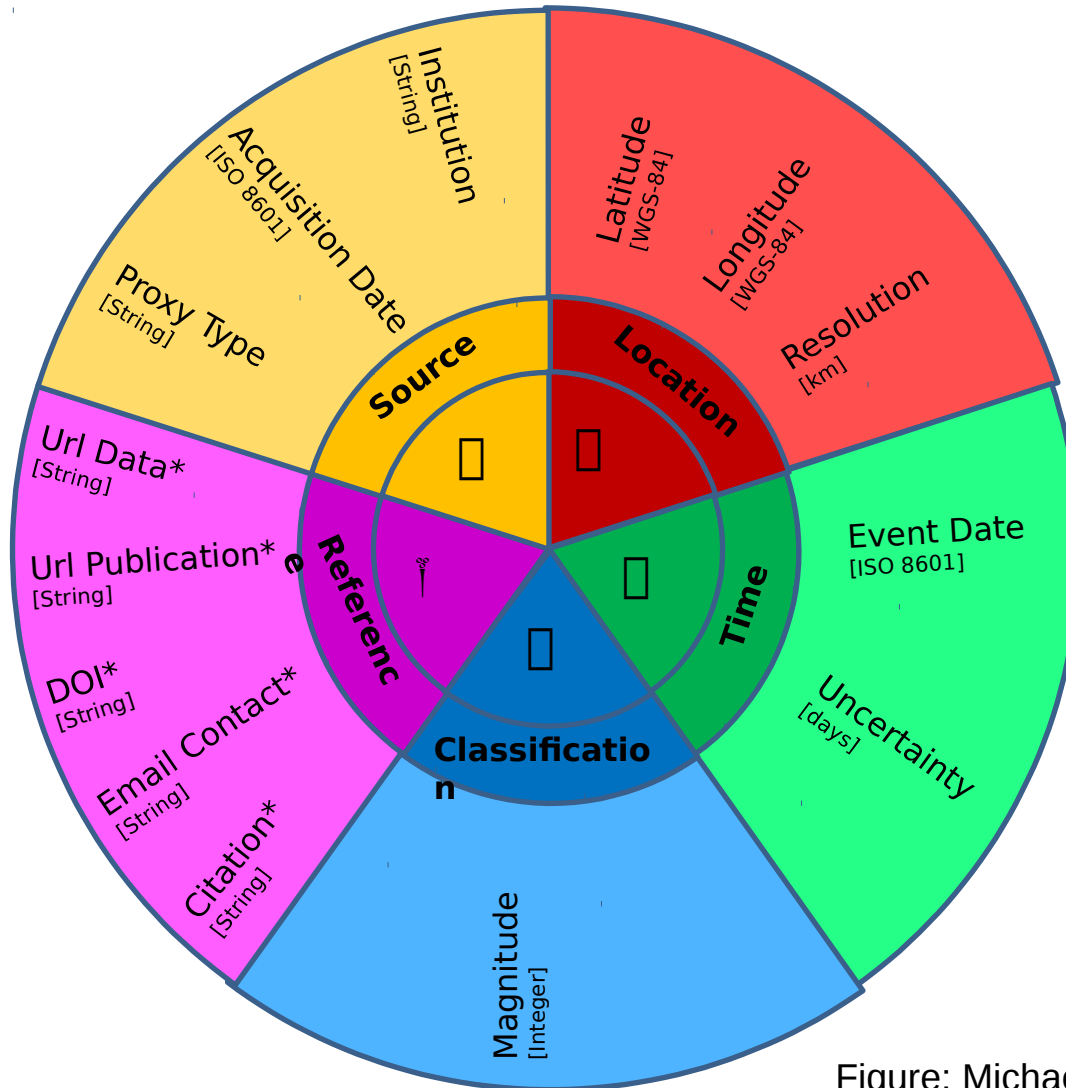 Institution
[String]
Acquisition Date
[ISO 8601]
Proxy Type
[String]
Source
Latitude
[WGS-84]
Longitude
[WGS-84]
Resolution
[km]
Location
Event Date
[ISO 8601]
Uncertainty
[days]
Time
Magnitude
[Integer]
Classificatio
n
Url Data*
[String]
Url Publication*
[String]
DOI*
[String]
Email Contact*
[String]
Citation*
[String]
Referenc
e
Figure: Michae